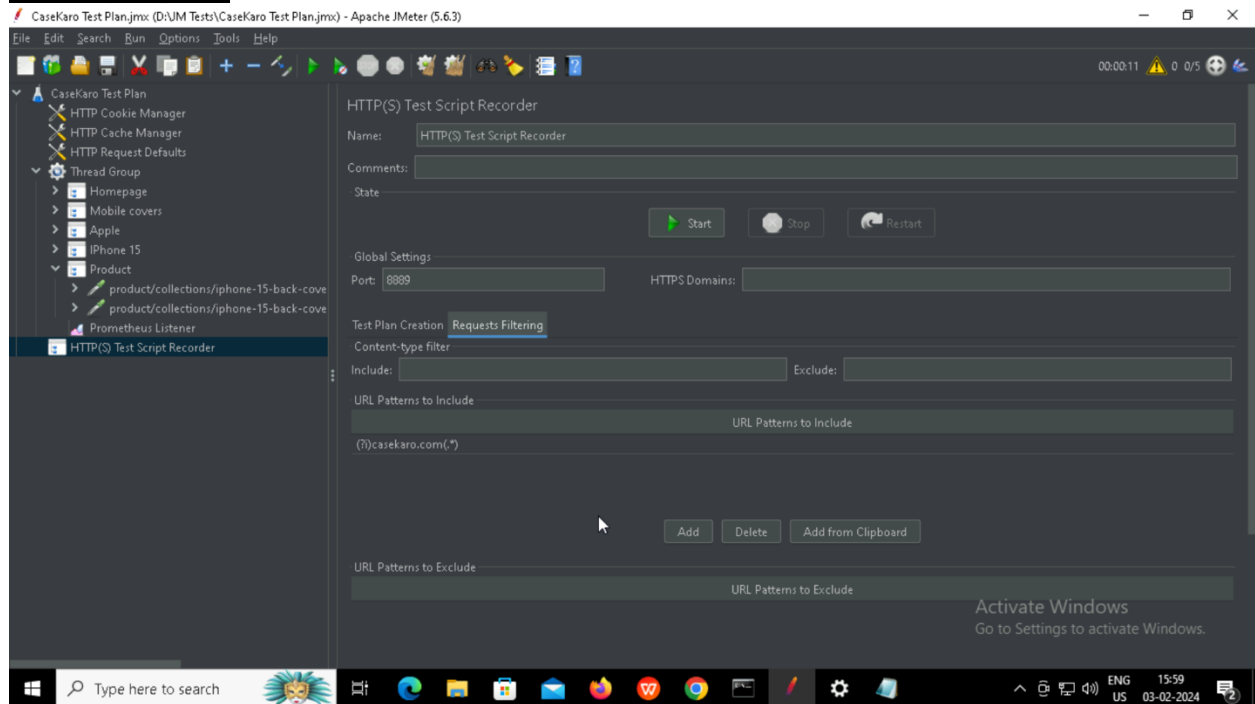 CaseKaro Test Plan.jmx (D:\JM Tests\CaseKaro Test Plan.jmx) - Apache JMeter (5.6.3)
File Edit Search Run Options Tools Help
00:00:11 0 0/5
CaseKaro Test Plan
HTTP Cookie Manager
HTTP Cache Manager
HTTP Request Defaults
Thread Group
Homepage
Mobile covers
Apple
IPhone 15
Product
product/collections/iphone-15-back-cove
product/collections/iphone-15-back-cove
Prometheus Listener
HTTP(S) Test Script Recorder
HTTP(S) Test Script Recorder
Name: HTTP(S) Test Script Recorder
Comments:
State
Start Stop Restart
Global Settings
Port: 8889 HTTPS Domains:
Test Plan Creation Requests Filtering
Content-type filter
Include: Exclude:
URL Patterns to Include
URL Patterns to Include
(?i)casekaro.com(.*)
Add Delete Add from Clipboard
URL Patterns to Exclude
URL Patterns to Exclude
Activate Windows
Go to Settings to activate Windows.
Type here to search
ENG 15:59
US 03-02-2024 2